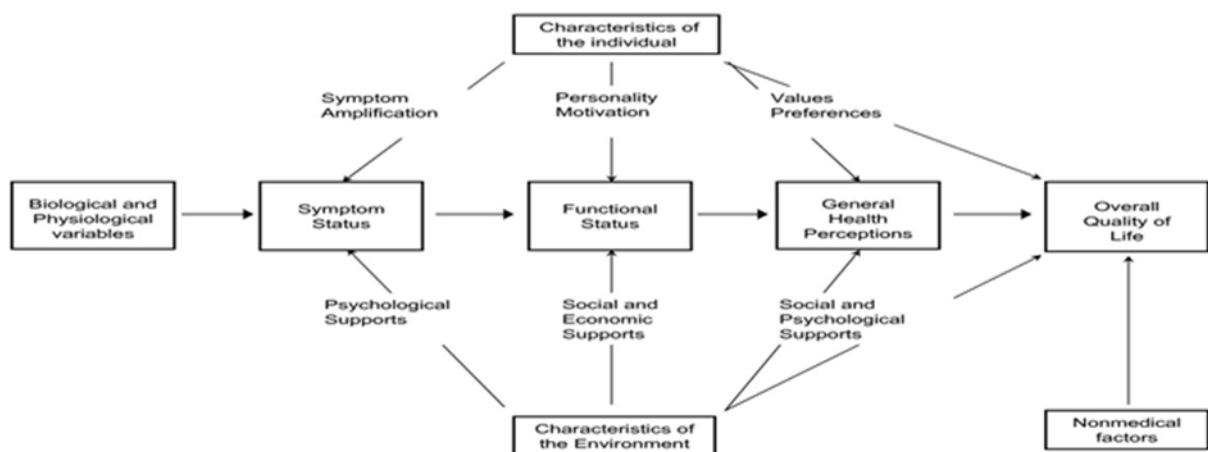 Characteristics of
the individual
Symptom
Amplification
Personality
Motivation
Values
Preferences
Biological and
Physiological
variables
Symptom
Status
Functional
Status
General
Health
Perceptions
Overall
Quality of
Life
Psychological
Supports
Social and
Economic
Supports
Social and
Psychological
Supports
Characteristics of
the Environment
Nonmedical
factors